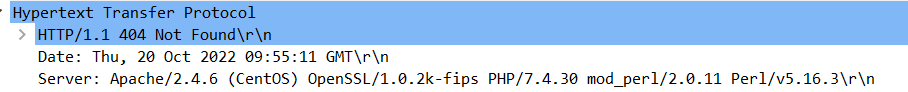 Hypertext Transfer Protocol
HTTP/1.1 404 Not Found\r\n
Date: Thu, 20 Oct 2022 09:55:11 GMT\r\n
Server: Apache/2.4.6 (CentOS) OpenSSL/1.0.2k-fips PHP/7.4.30 mod_perl/2.0.11 Perl/v5.16.3\r\n